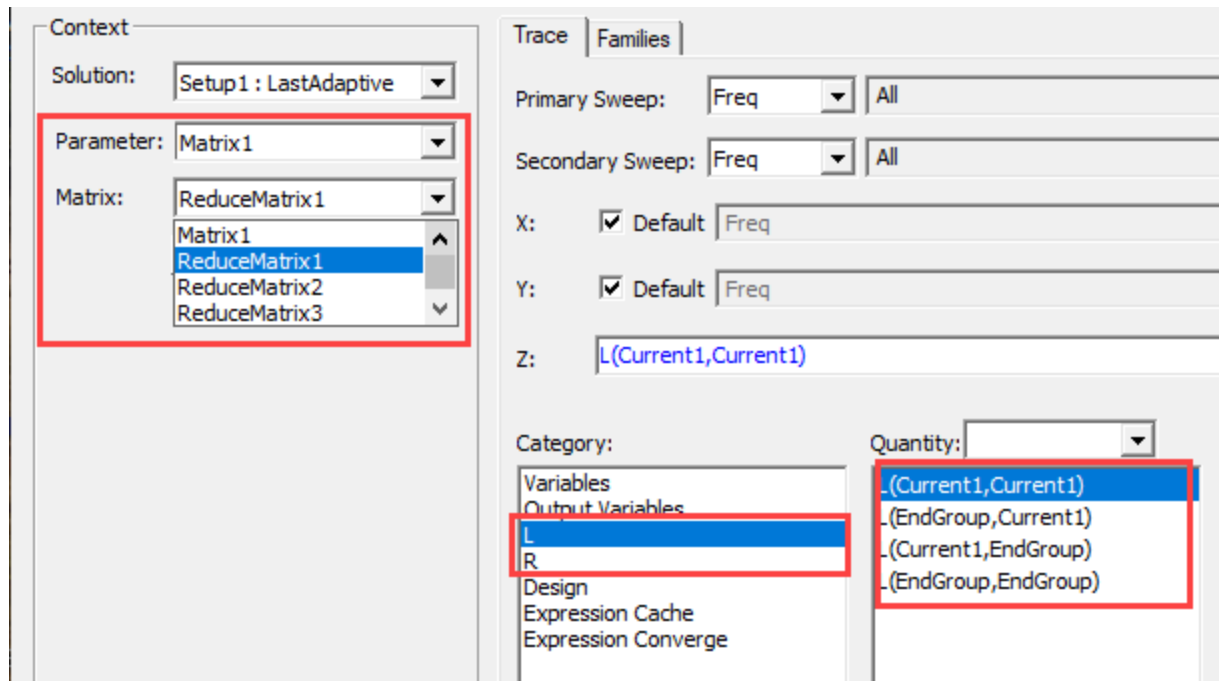 Context
Solution: Setup1 : LastAdaptive
Parameter: Matrix1
Matrix: ReduceMatrix1
Matrix1
ReduceMatrix1
ReduceMatrix2
ReduceMatrix3
Trace Families
Primary Sweep: Freq All
Secondary Sweep: Freq All
X: Default Freq
Y: Default Freq
Z: L(Current1,Current1)
Category:
Variables
Output Variables
L
R
Design
Expression Cache
Expression Converge
Quantity:
L(Current1,Current1)
L(EndGroup,Current1)
L(Current1,EndGroup)
L(EndGroup,EndGroup)